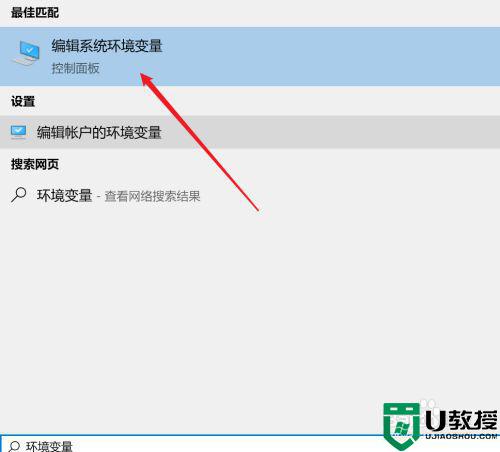 最佳匹配
编辑系统环境变量
控制面板
设置
编辑帐户的环境变量
搜索网页
环境变量 - 查看网络搜索结果
U教授
UJIAOSHOU.COM
环境变量